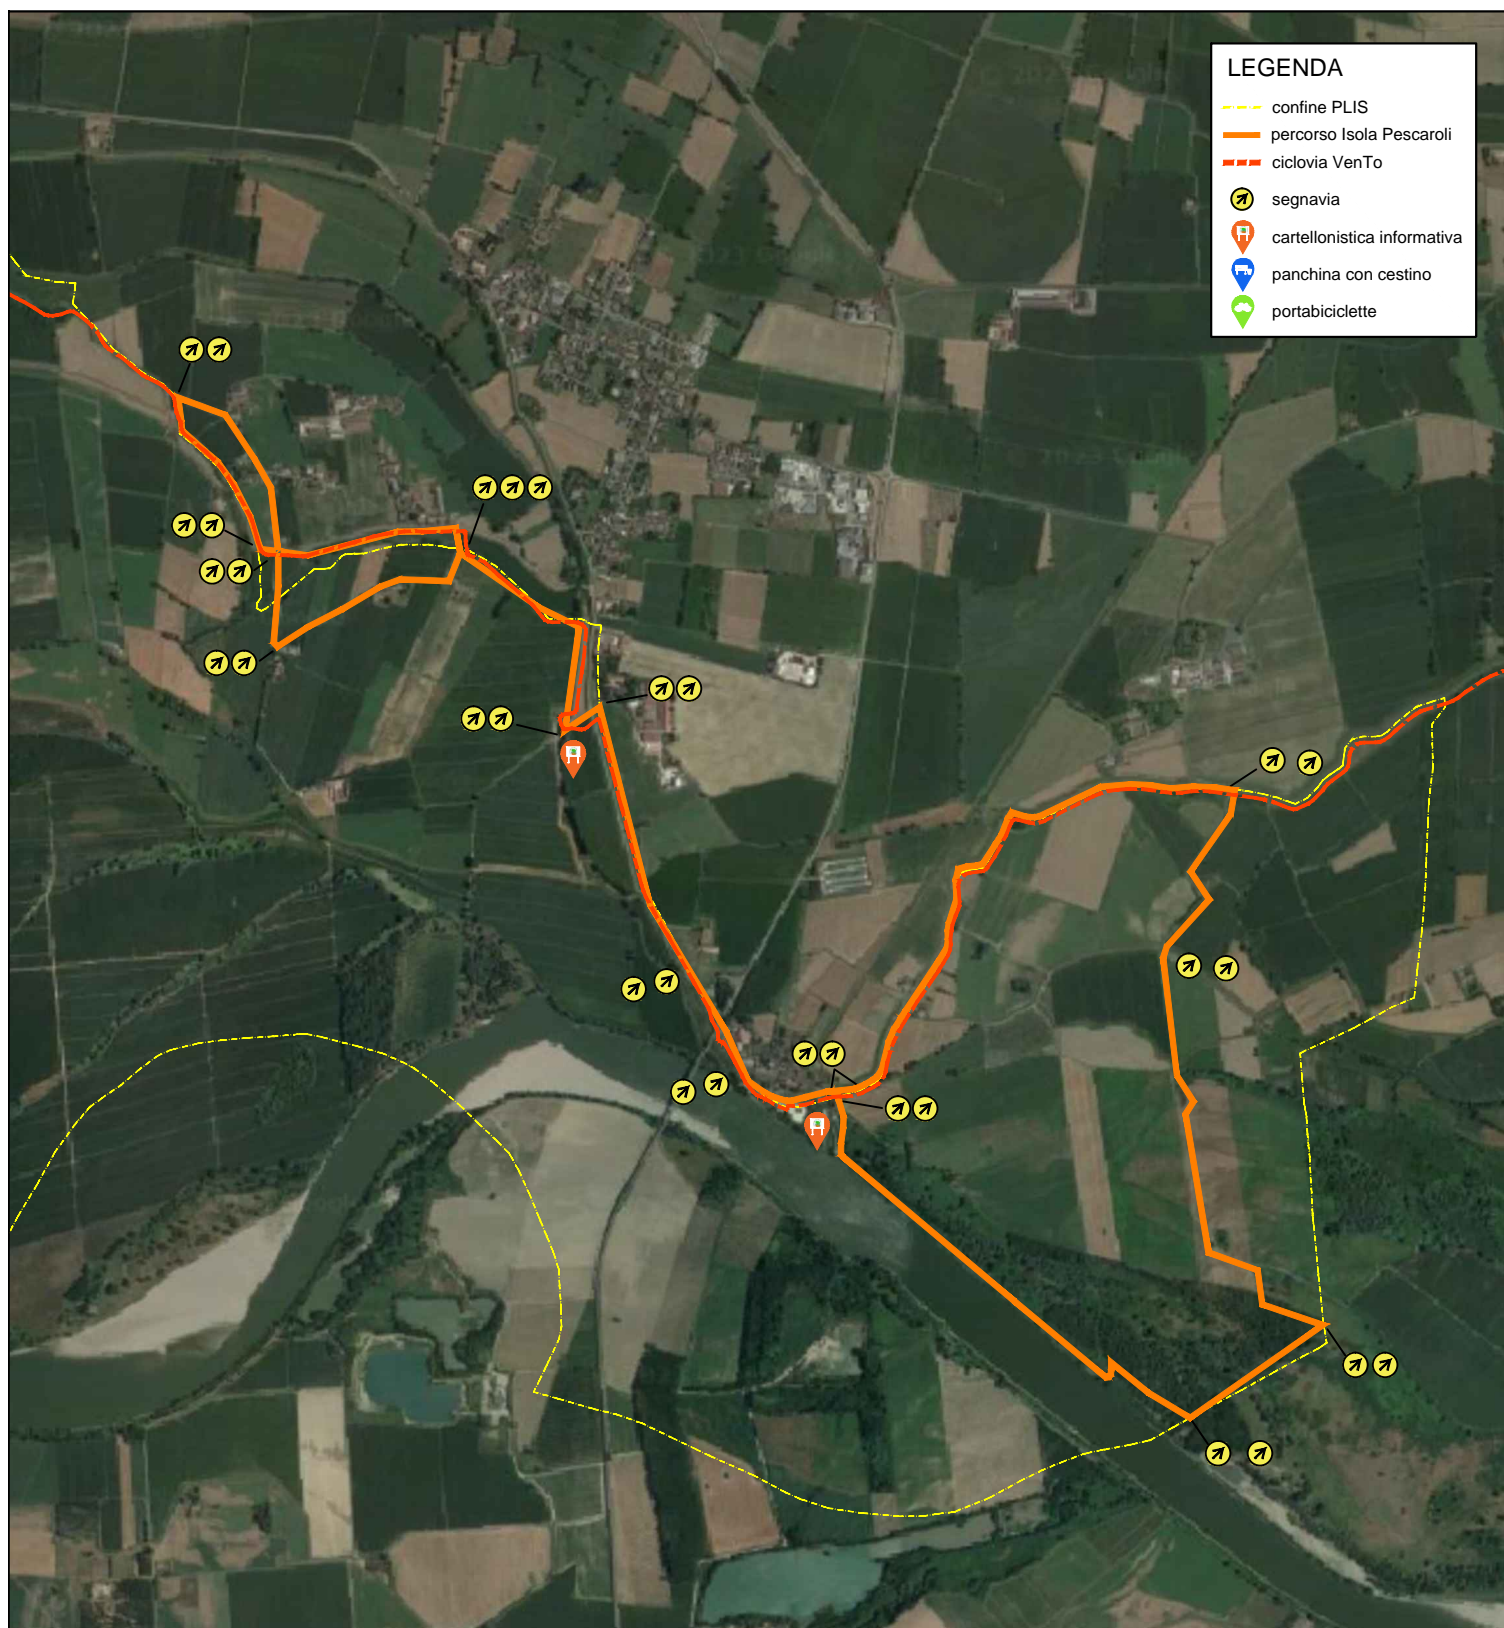 LEGENDA
confine PLIS
percorso Isola Pescaroli
ciclovia VenTo
segnavia
cartellonistica informativa
panchina con cestino
portabiciclette